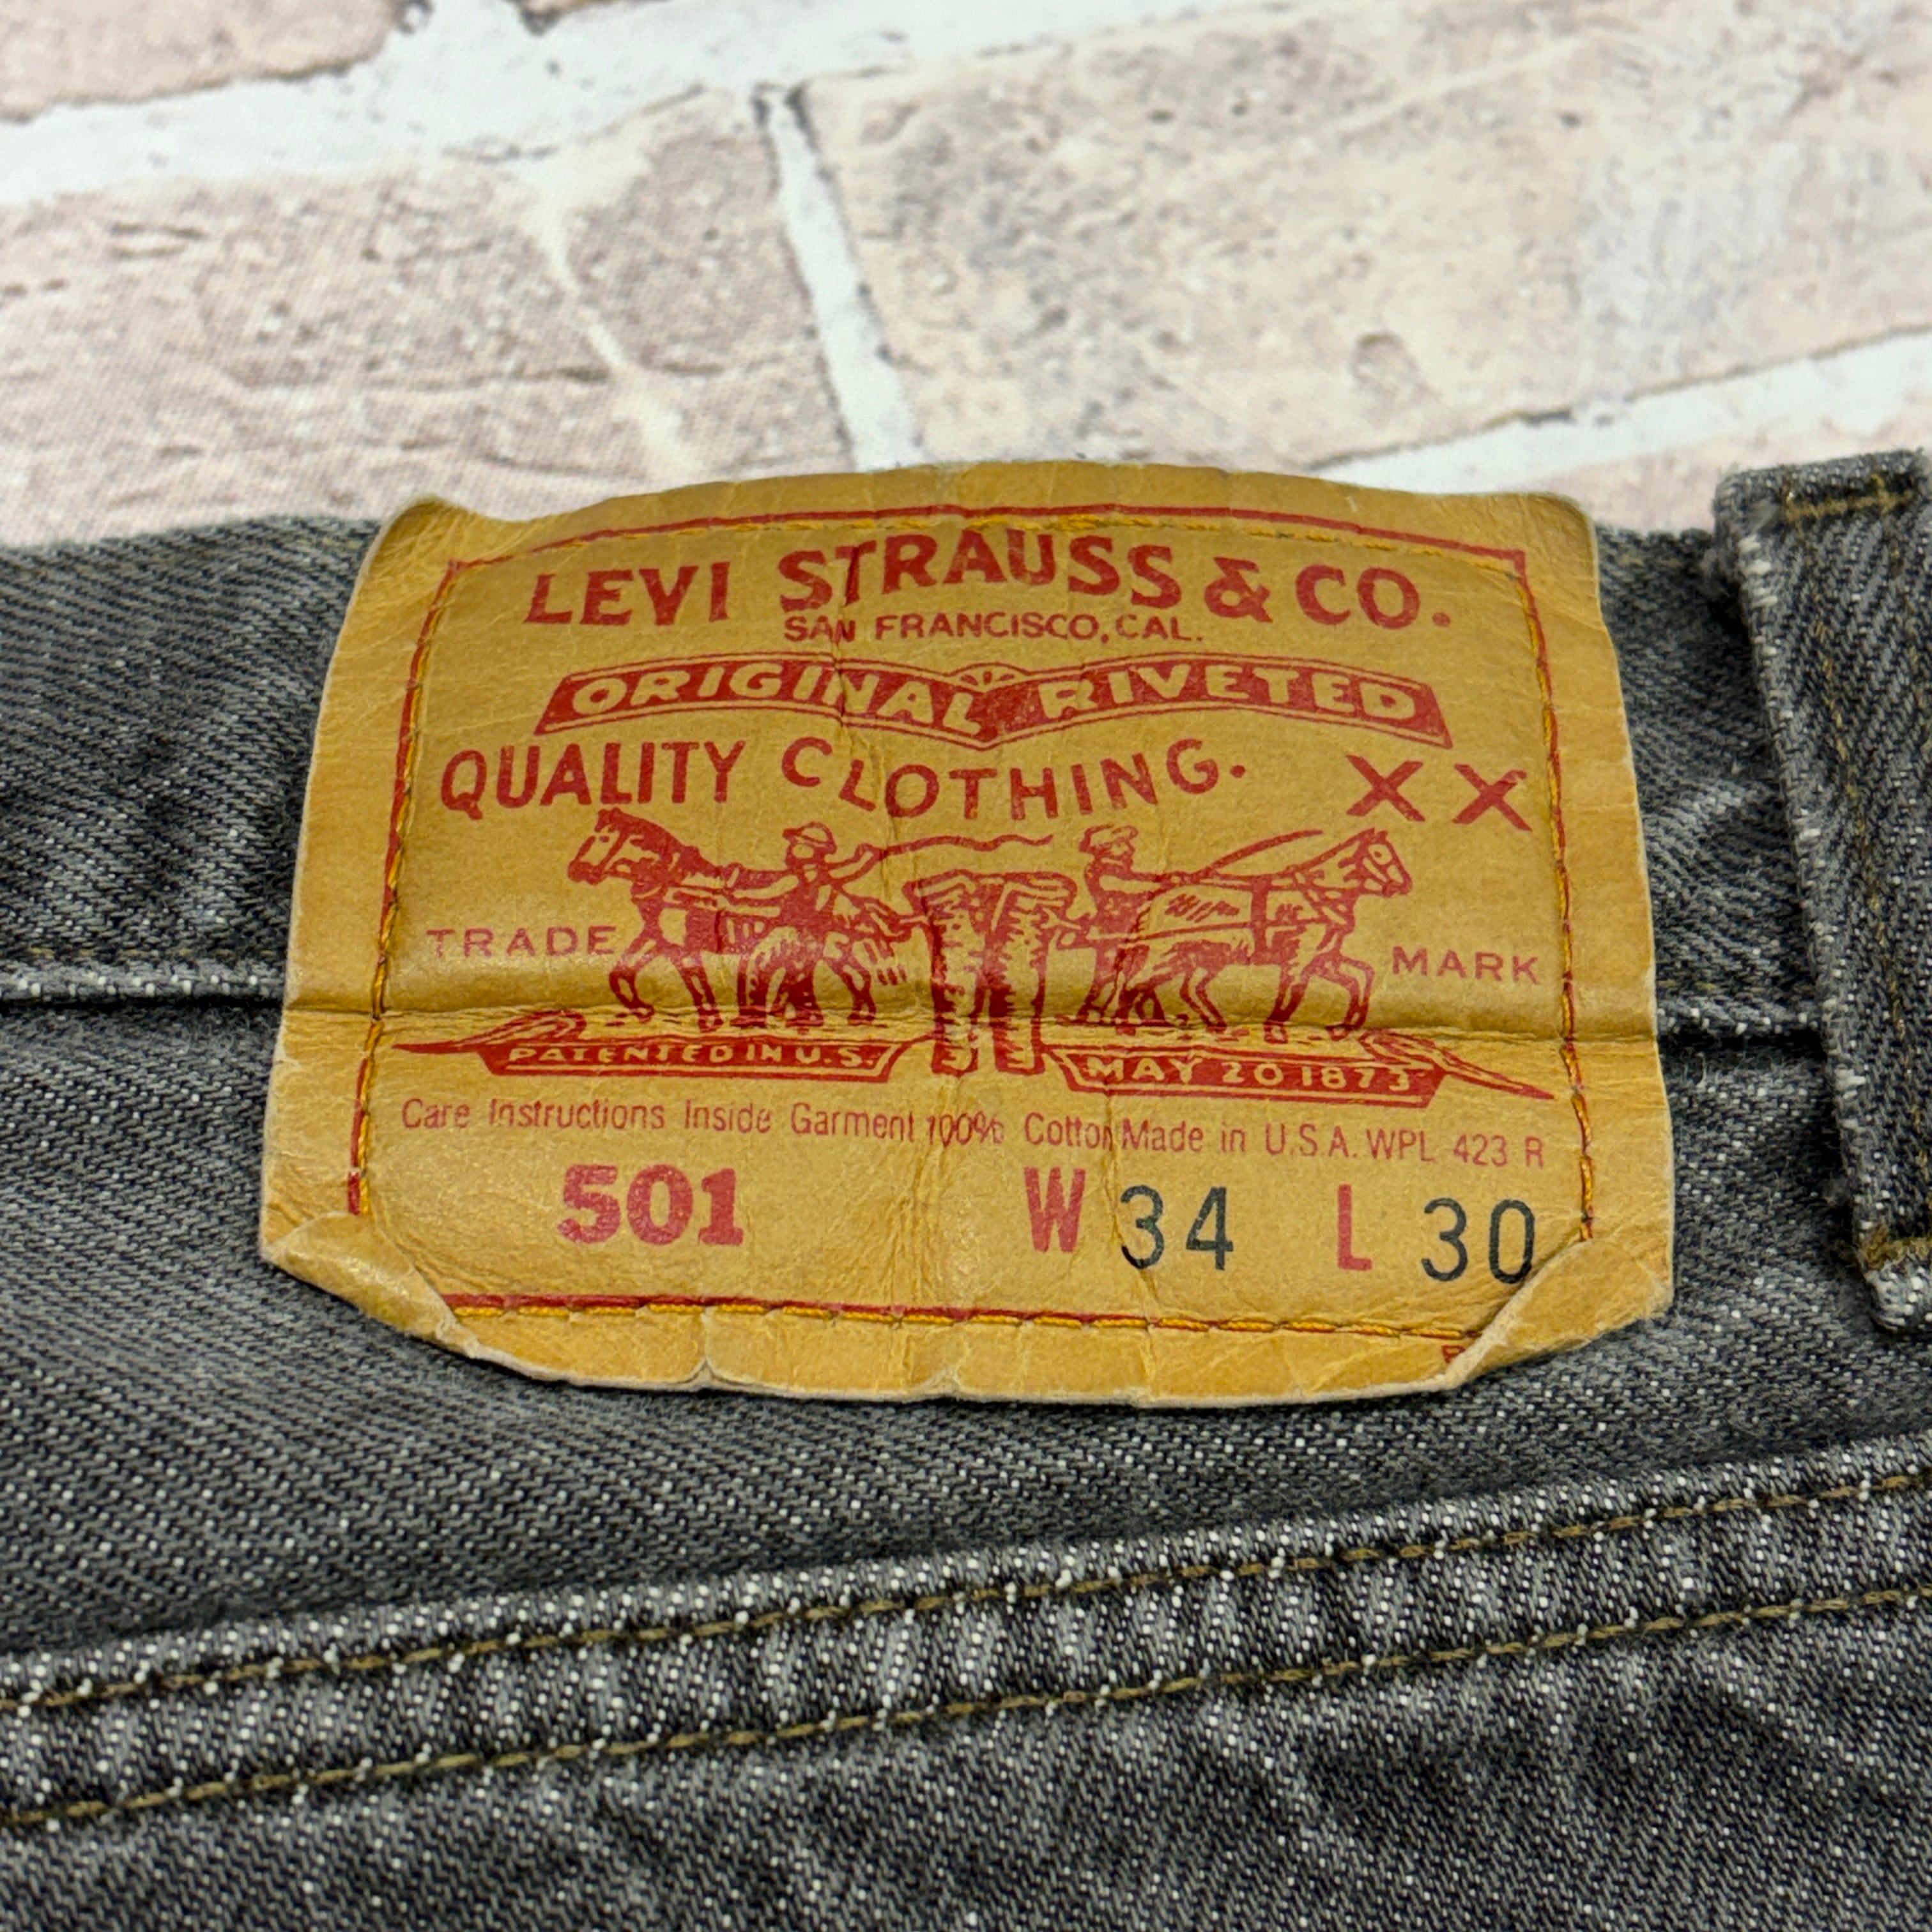 LEVI STRAUSS & CO.
SAN FRANCISCO, CAL.
ORIGINAL RIVETED
QUALITY CLOTHING. XX
TRADE MARK
PATENTED IN U.S. MAY 20 1873
Care Instructions Inside Garment 100% Cotton Made in U.S.A. WPL 423 R
501 W 34 L 30